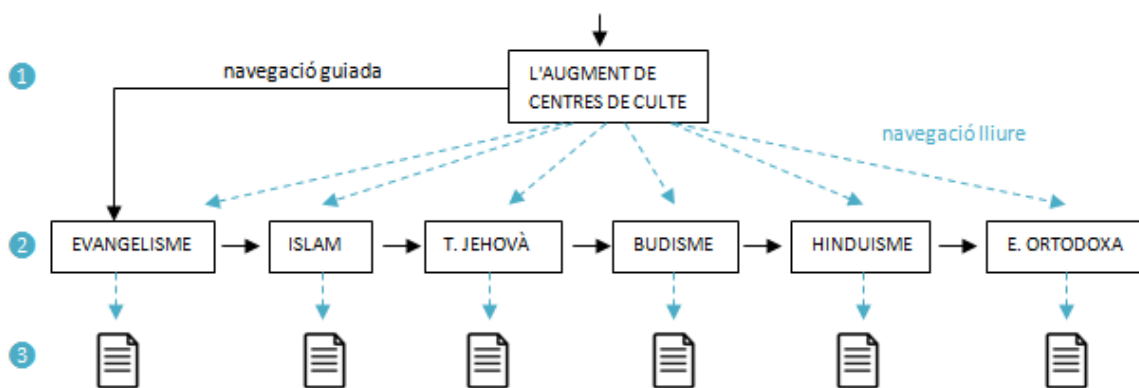 1
navegació guiada
L'AUGMENT DE
CENTRES DE CULTE
navegació lliure
2
EVANGELISME
ISLAM
T. JEHOVÀ
BUDISME
HINDUISME
E. ORTODOXA
3